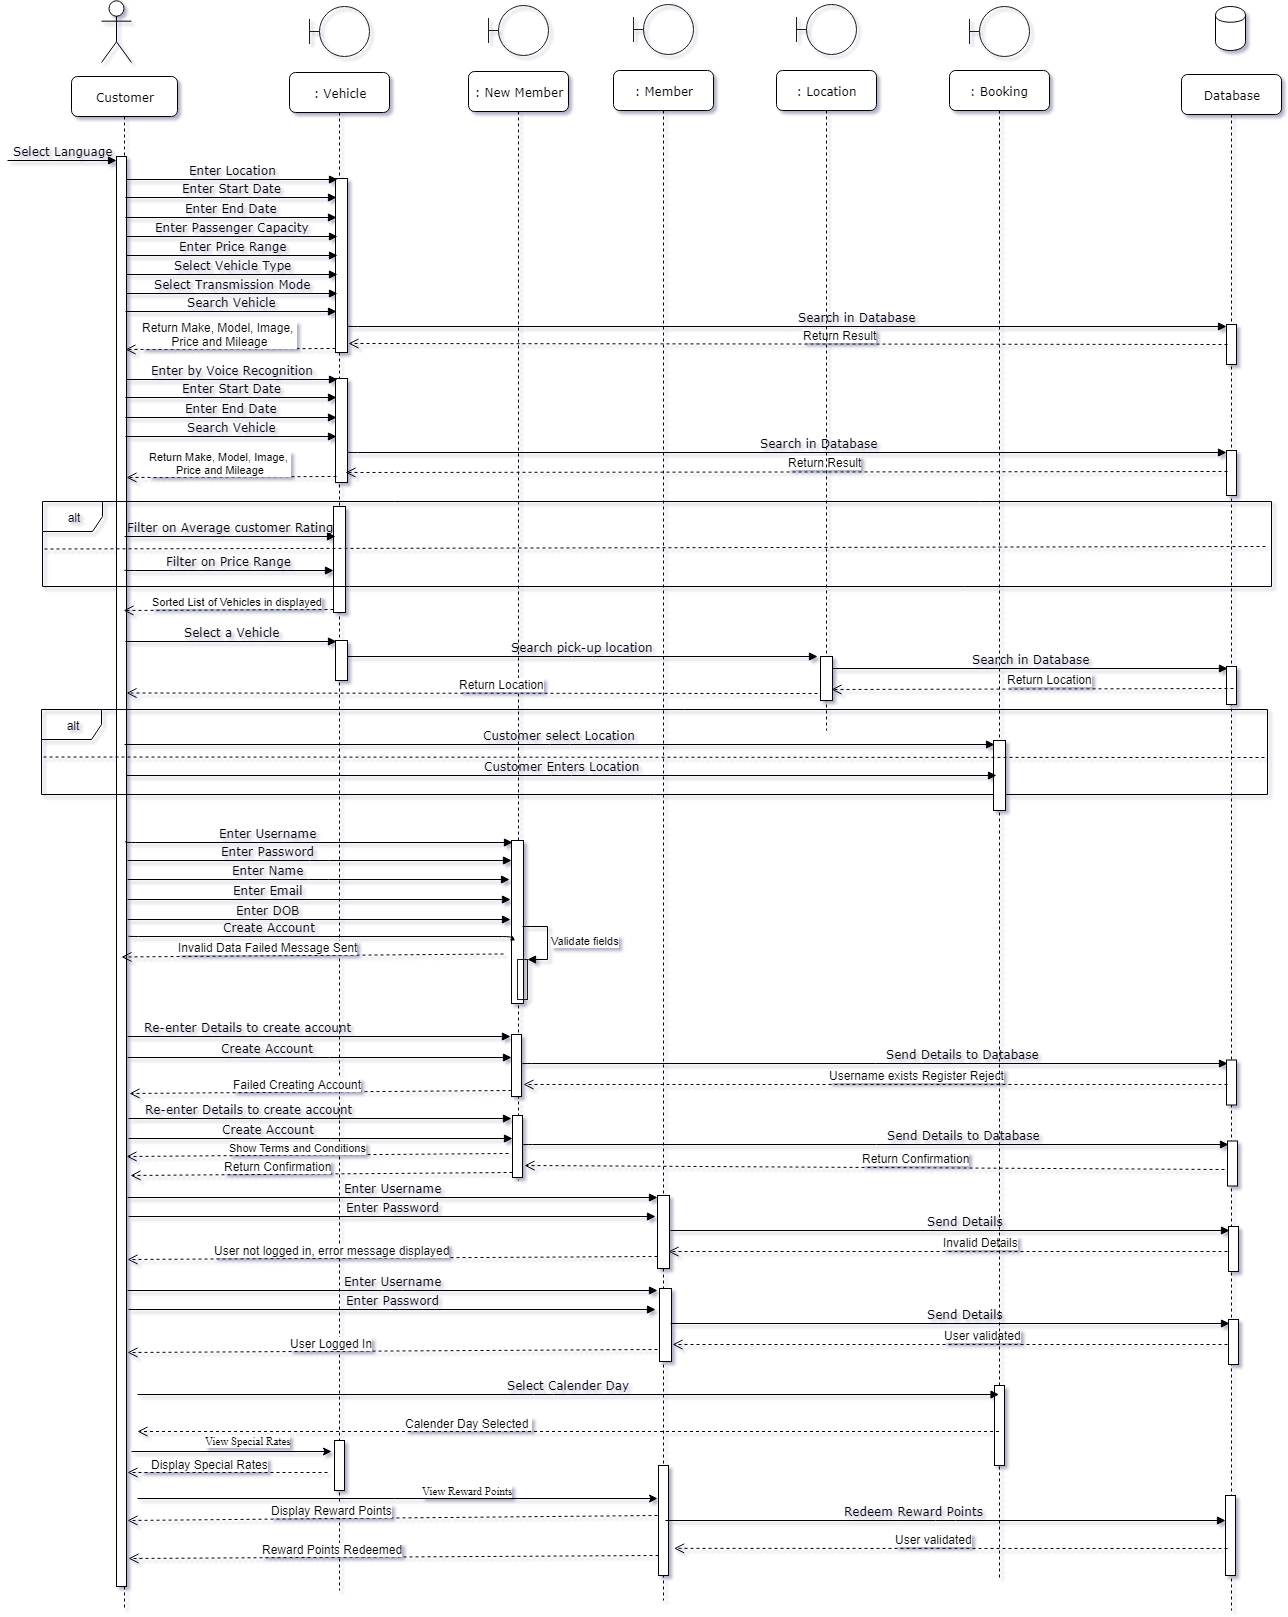 Customer
: Vehicle
: New Member
: Member
: Location
: Booking
Database
Select Language
Enter Location
Enter Start Date
Enter End Date
Enter Passenger Capacity
Enter Price Range
Select Vehicle Type
Select Transmission Mode
Search Vehicle
Search in Database
Return Make, Model, Image,
Price and Mileage
Return Result
Enter by Voice Recognition
Enter Start Date
Enter End Date
Search Vehicle
Search in Database
Return Make, Model, Image,
Price and Mileage
Return Result
alt
Filter on Average customer Rating
Filter on Price Range
Sorted List of Vehicles in displayed
Select a Vehicle
Search pick-up location
Search in Database
Return Location
Return Location
alt
Customer select Location
Customer Enters Location
Enter Username
Enter Password
Enter Name
Enter Email
Enter DOB
Create Account
Validate fields
Invalid Data Failed Message Sent
Re-enter Details to create account
Create Account
Send Details to Database
Username exists Register Reject
Failed Creating Account
Re-enter Details to create account
Create Account
Send Details to Database
Show Terms and Conditions
Return Confirmation
Return Confirmation
Enter Username
Enter Password
Send Details
Invalid Details
User not logged in, error message displayed
Enter Username
Enter Password
Send Details
User validated
User Logged In
Select Calender Day
Calender Day Selected
View Special Rates
Display Special Rates
View Reward Points
Display Reward Points
Redeem Reward Points
User validated
Reward Points Redeemed